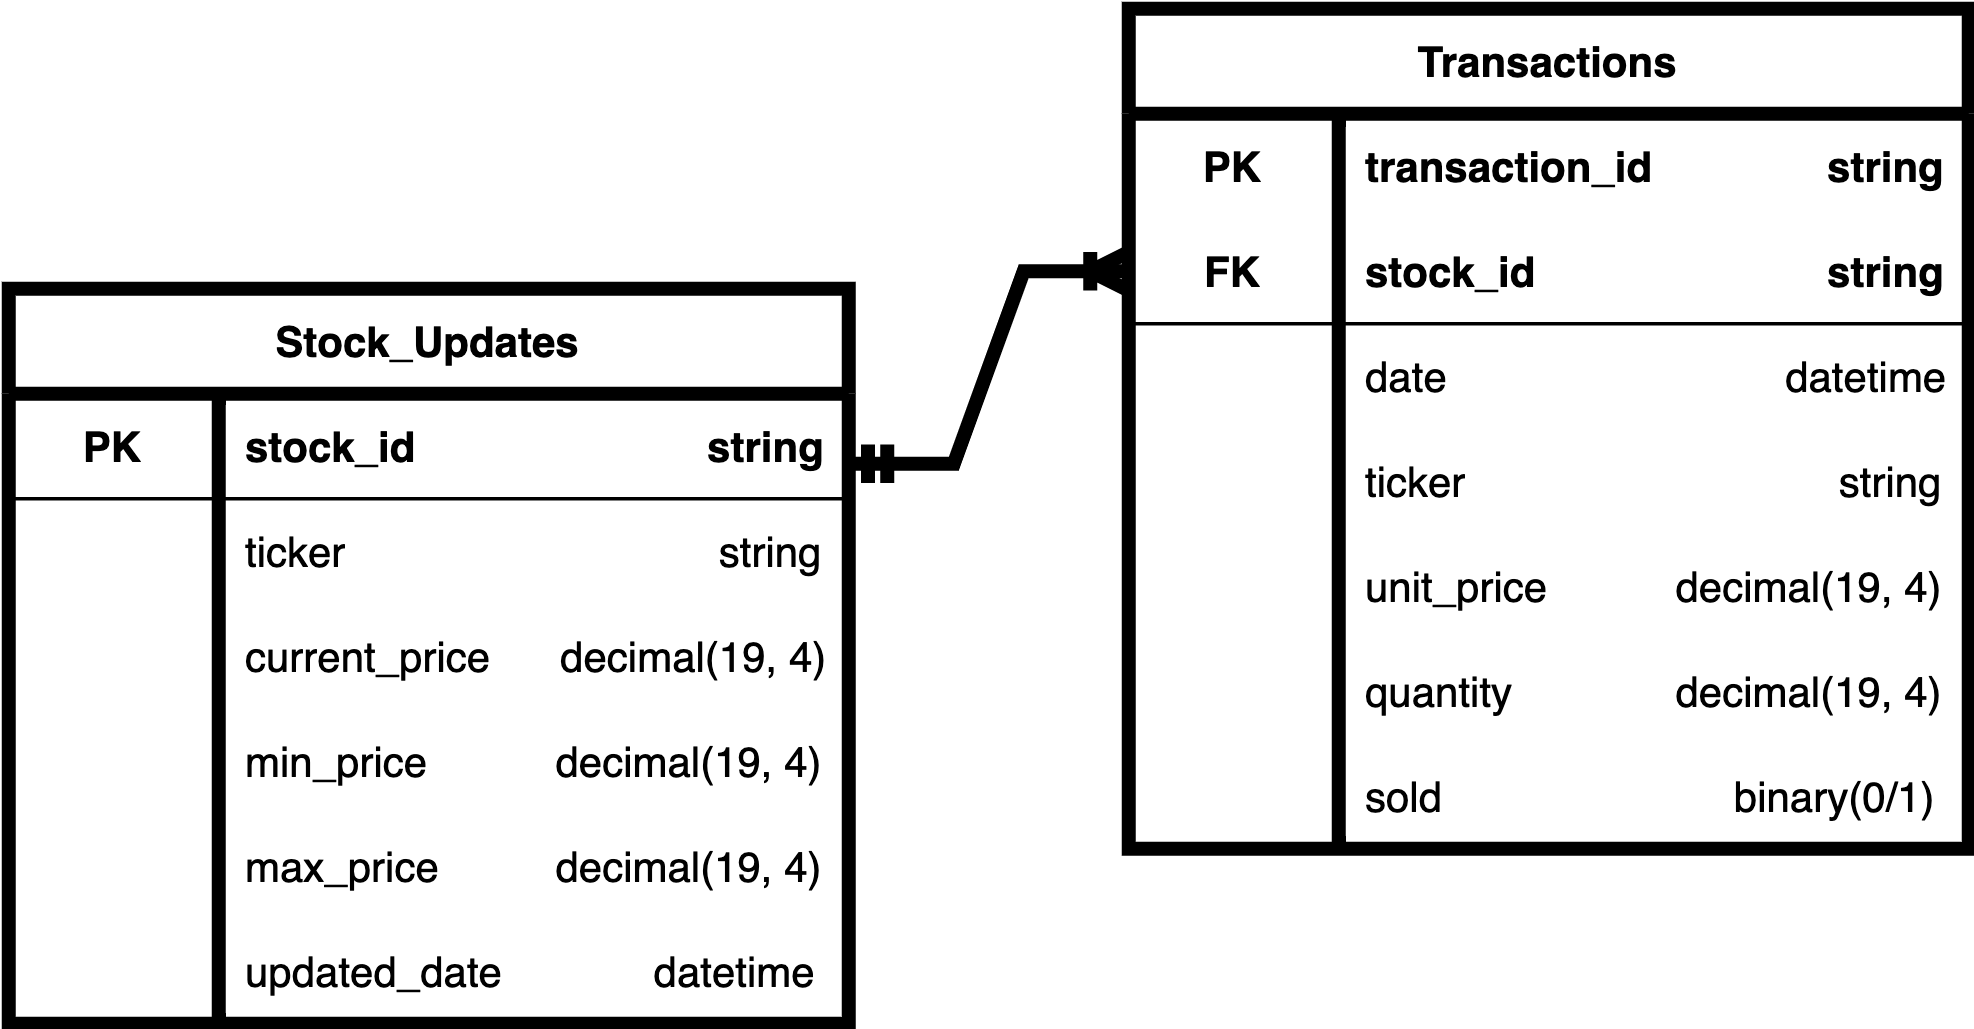 Transactions
PK transaction_id string
FK stock_id string
date datetime
ticker string
unit_price decimal(19, 4)
quantity decimal(19, 4)
sold binary(0/1)
Stock_Updates
PK stock_id string
ticker string
current_price decimal(19, 4)
min_price decimal(19, 4)
max_price decimal(19, 4)
updated_date datetime